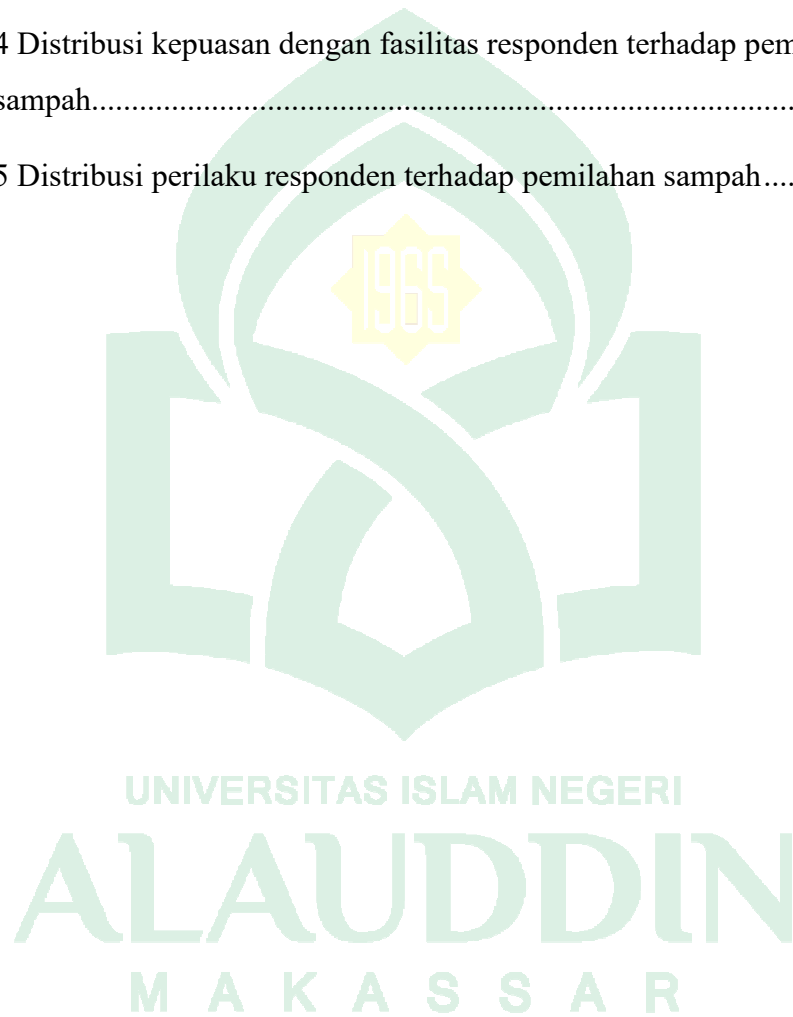 4 Distribusi kepuasan dengan fasilitas responden terhadap pem
sampah........................................................................................
5 Distribusi perilaku responden terhadap pemilahan sampah....
1965
UNIVERSITAS ISLAM NEGERI
ALAUDDIN
MAKASSAR